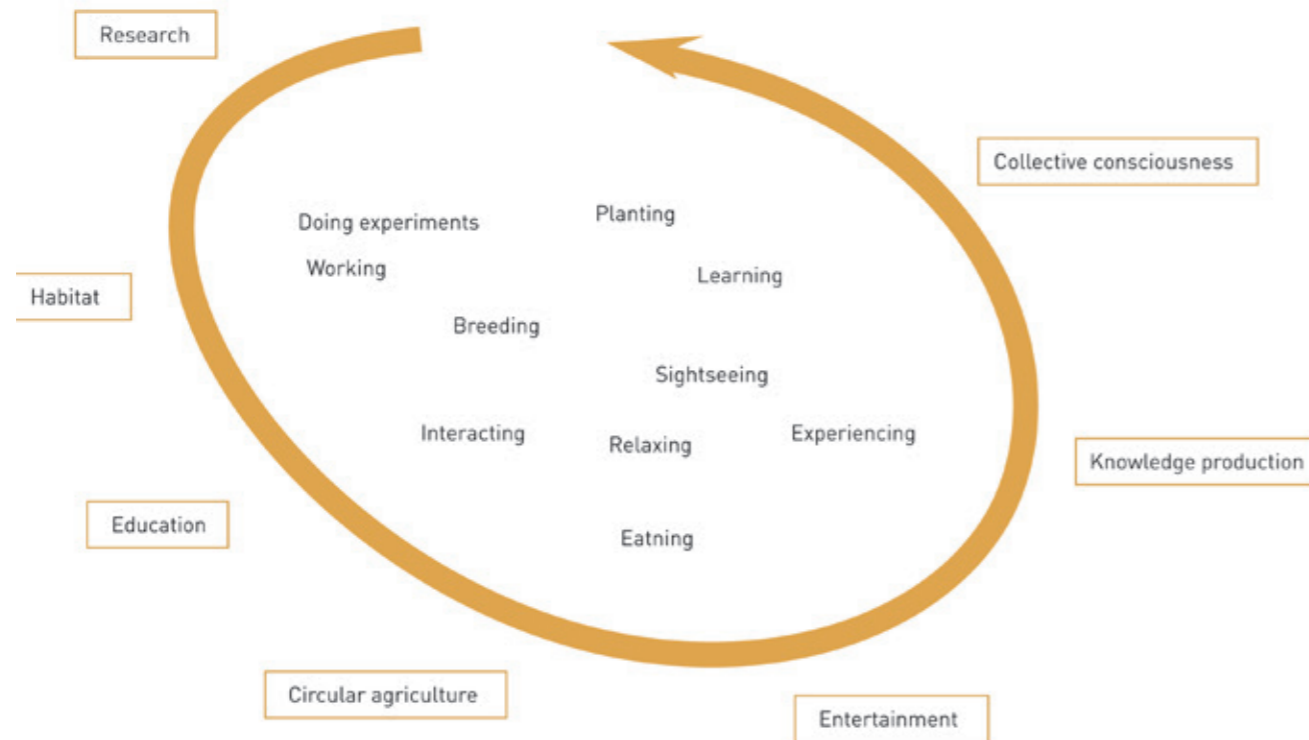 Research
Collective consciousness
Doing experiments
Planting
Working
Learning
Habitat
Breeding
Sightseeing
Interacting
Relaxing
Experiencing
Knowledge production
Education
Eatning
Circular agriculture
Entertainment